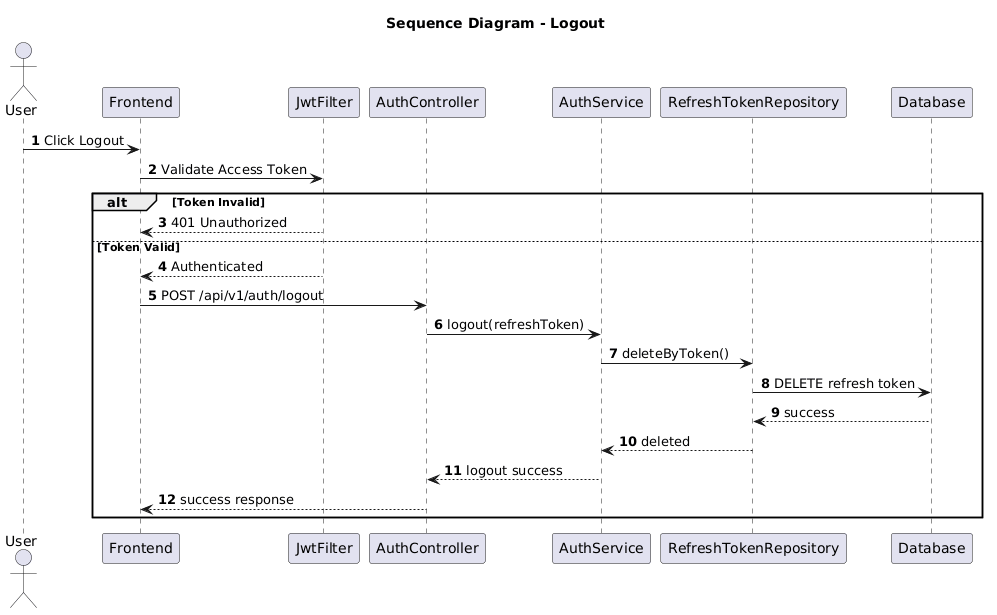 Sequence Diagram - Logout
User
Frontend
JwtFilter
AuthController
AuthService
RefreshTokenRepository
Database
1 Click Logout
2 Validate Access Token
alt
[Token Invalid]
3 401 Unauthorized
[Token Valid]
4 Authenticated
5 POST /api/v1/auth/logout
6 logout(refreshToken)
7 deleteByToken()
8 DELETE refresh token
9 success
10 deleted
11 logout success
12 success response
User
Frontend
JwtFilter
AuthController
AuthService
RefreshTokenRepository
Database